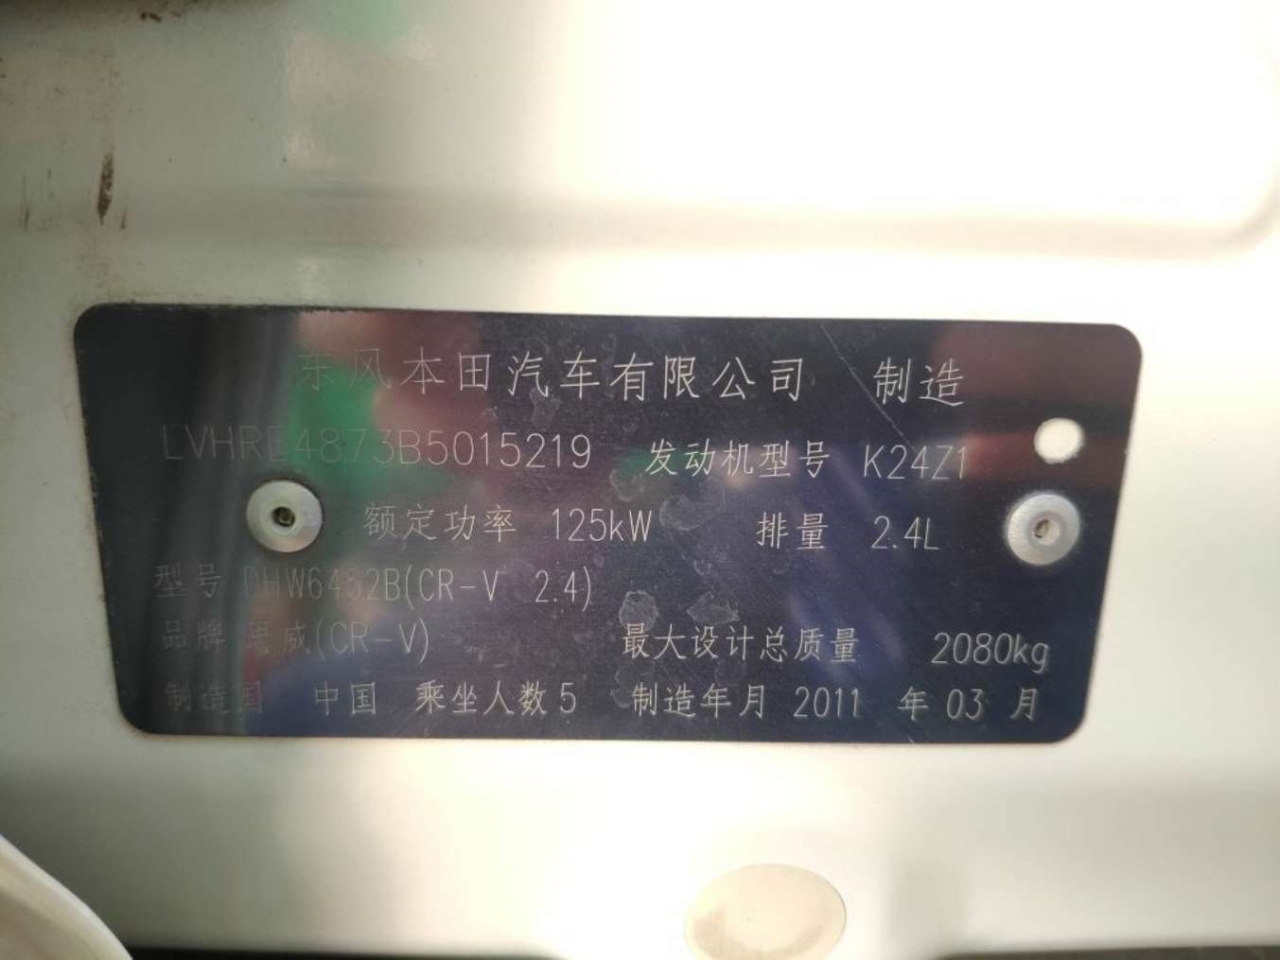 东风本田汽车有限公司 制造
LVHRE4873B5015219 发动机型号 K24Z1
额定功率 125kW 排量 2.4L
型号 DHW6452B(CR-V 2.4)
品牌 思威(CR-V) 最大设计总质量 2080kg
制造国 中国 乘坐人数 5 制造年月 2011 年 03 月